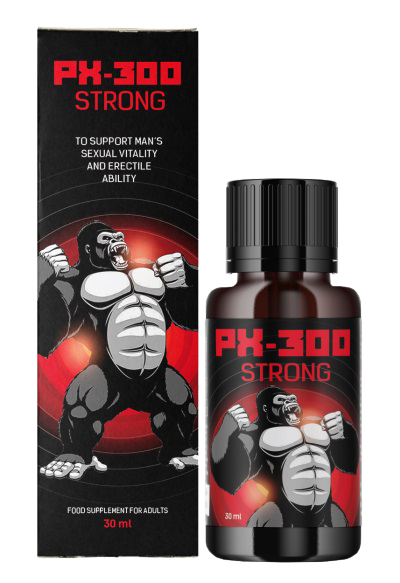 PX-300
STRONG
TO SUPPORT MAN'S
SEXUAL VITALITY
AND ERECTILE
ABILITY
FOOD SUPPLEMENT FOR ADULTS
30 ml
PX-300
STRONG
30 ml